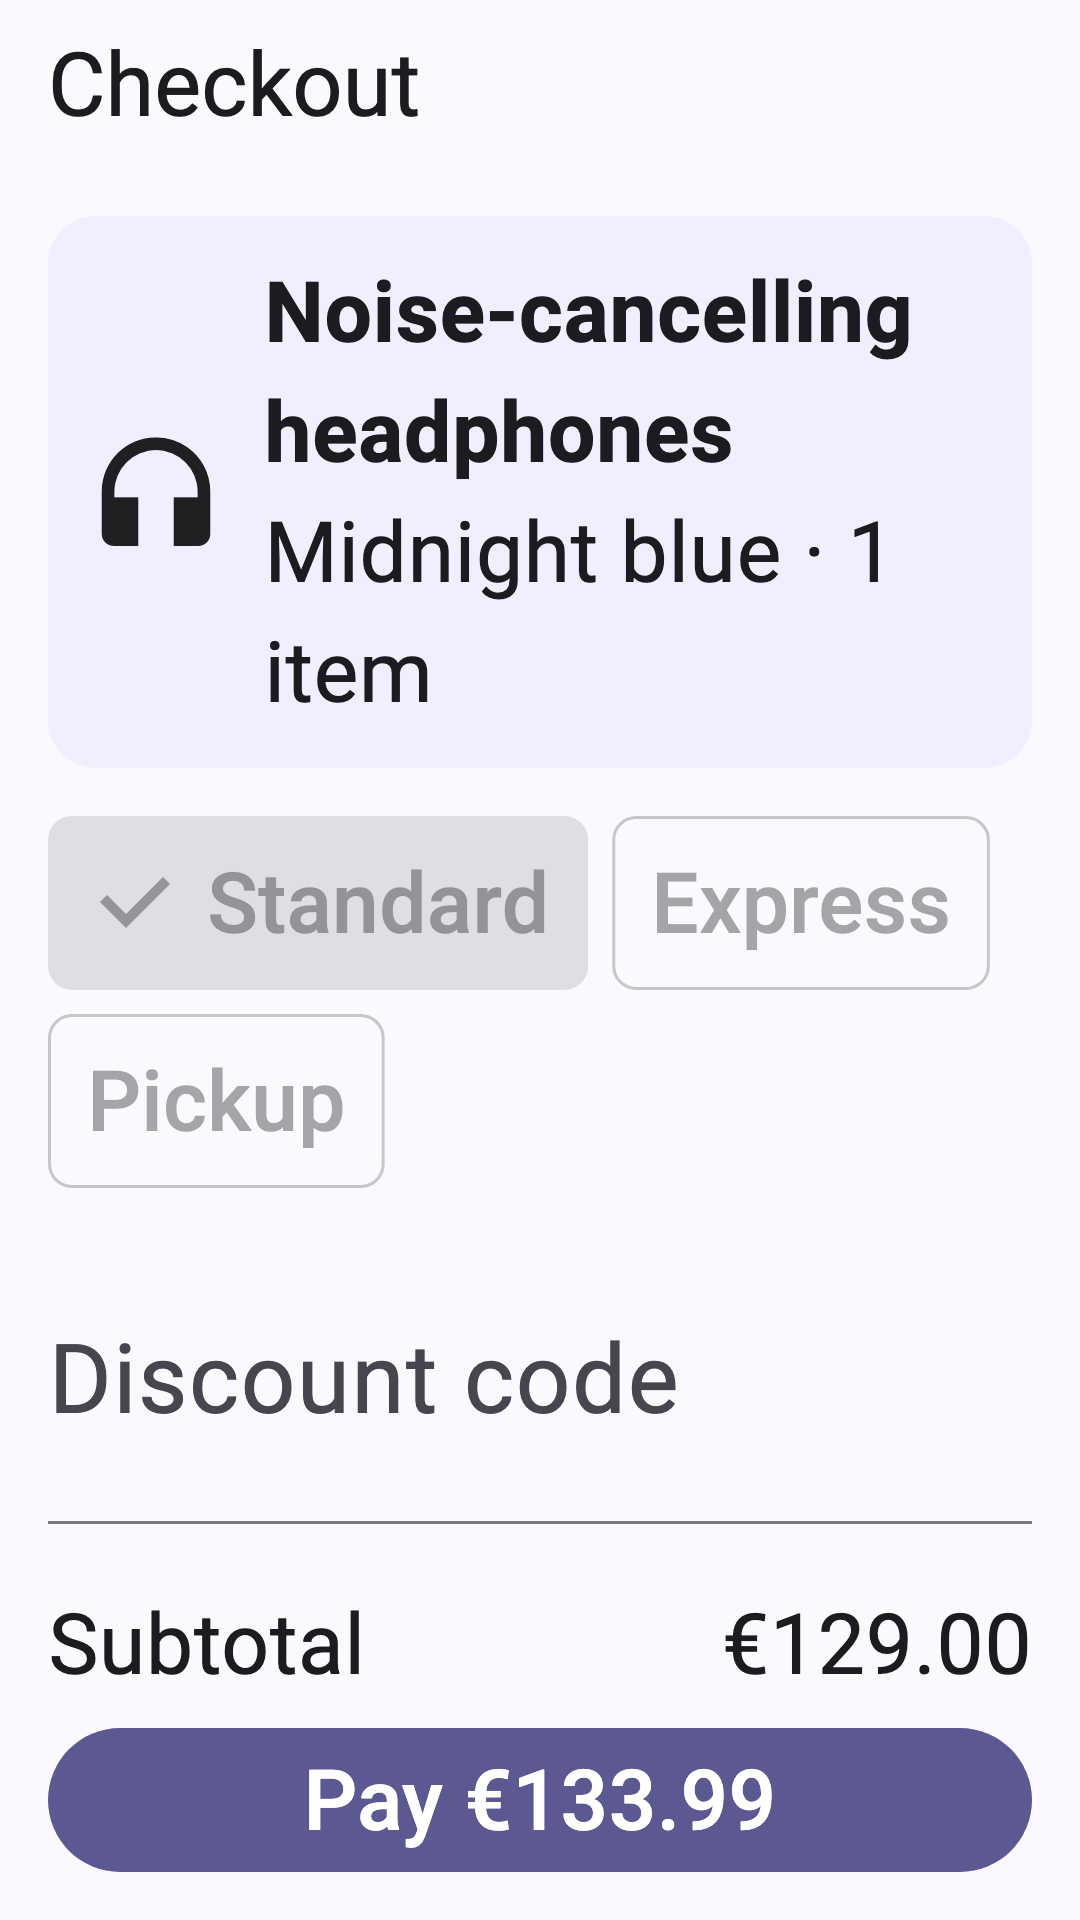 Checkout
Noise-cancelling
headphones
Midnight blue · 1
item
Standard
Express
Pickup
Discount code
Subtotal €129.00
Pay €133.99